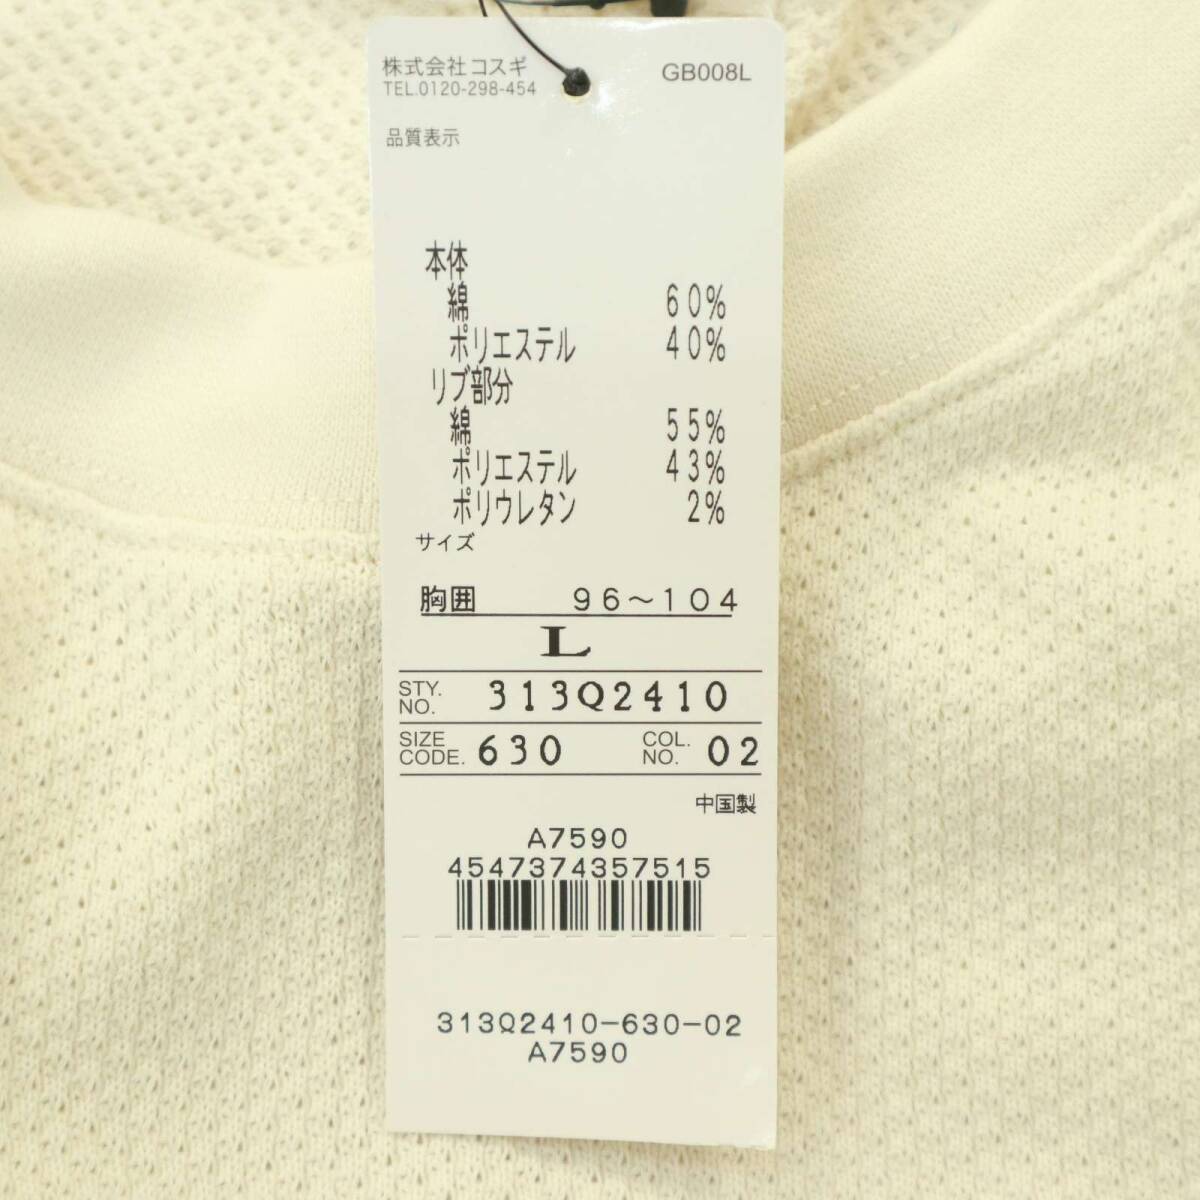 株式会社 コスギ
TEL.0120-298-454
GB008L
品質表示
本体
綿 60%
ポリエステル 40%
リブ部分
綿 55%
ポリエステル 43%
ポリウレタン 2%
サイズ
胸囲 96～104
L
STY. NO. 313Q2410
SIZE CODE. 630 COL. NO. 02
中国製
A7590
4547374357515
313Q2410-630-02
A7590